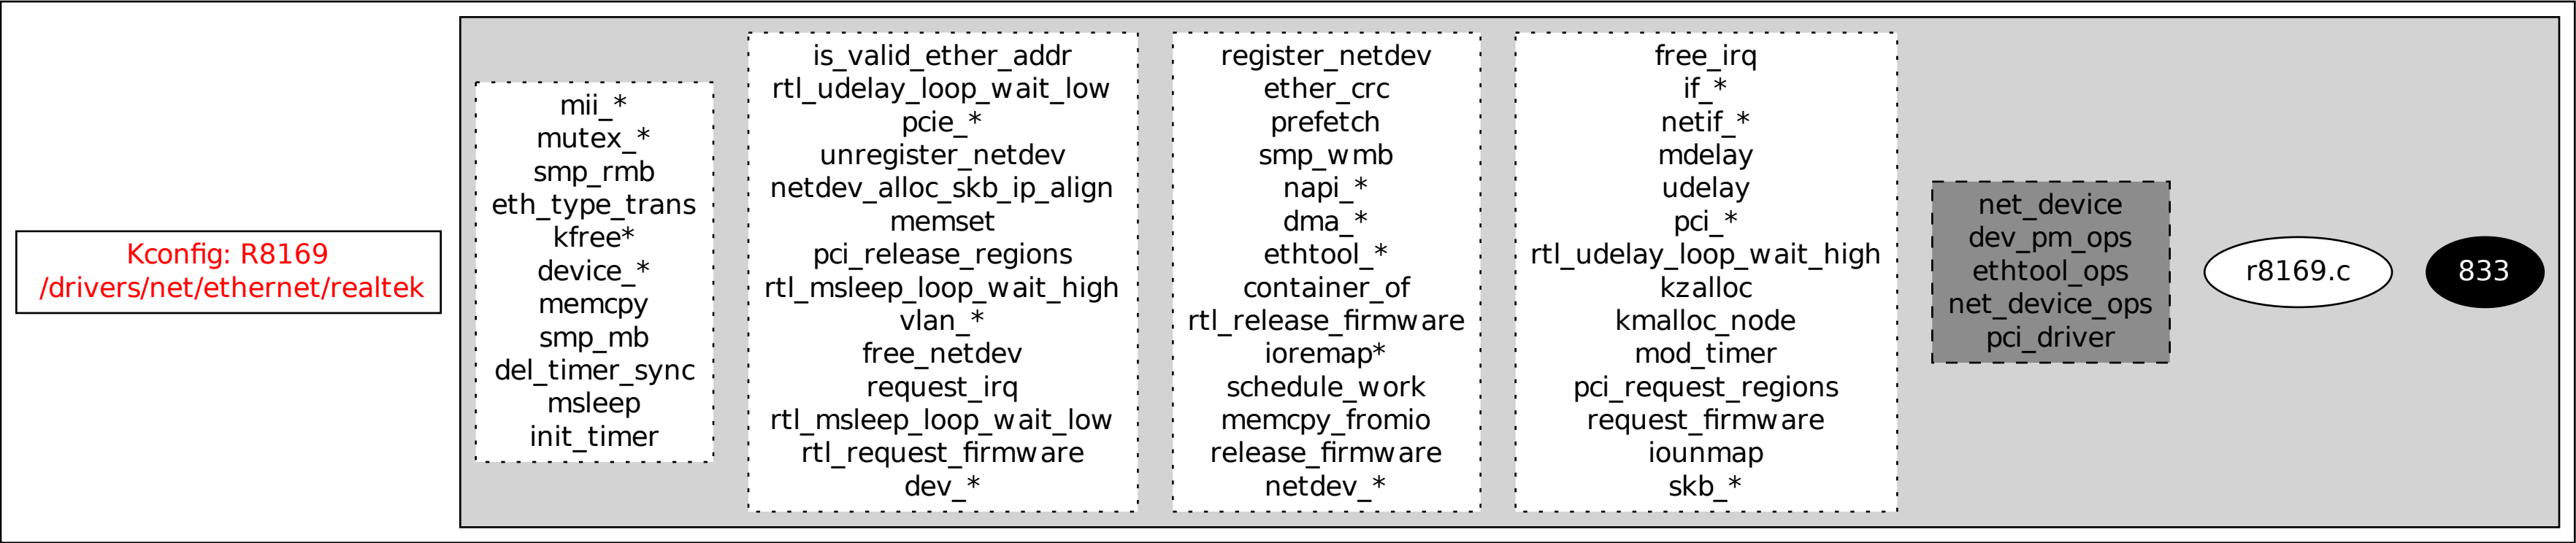 Kconfig: R8169
/drivers/net/ethernet/realtek
mii_*
mutex_*
smp_rmb
eth_type_trans
kfree*
device_*
memcpy
smp_mb
del_timer_sync
msleep
init_timer
is_valid_ether_addr
rtl_udelay_loop_wait_low
pcie_*
unregister_netdev
netdev_alloc_skb_ip_align
memset
pci_release_regions
rtl_msleep_loop_wait_high
vlan_*
free_netdev
request_irq
rtl_msleep_loop_wait_low
rtl_request_firmware
dev_*
register_netdev
ether_crc
prefetch
smp_wmb
napi_*
dma_*
ethtool_*
container_of
rtl_release_firmware
ioremap*
schedule_work
memcpy_fromio
release_firmware
netdev_*
free_irq
if_*
netif_*
mdelay
udelay
pci_*
rtl_udelay_loop_wait_high
kzalloc
kmalloc_node
mod_timer
pci_request_regions
request_firmware
iounmap
skb_*
net_device
dev_pm_ops
ethtool_ops
net_device_ops
pci_driver
r8169.c
833